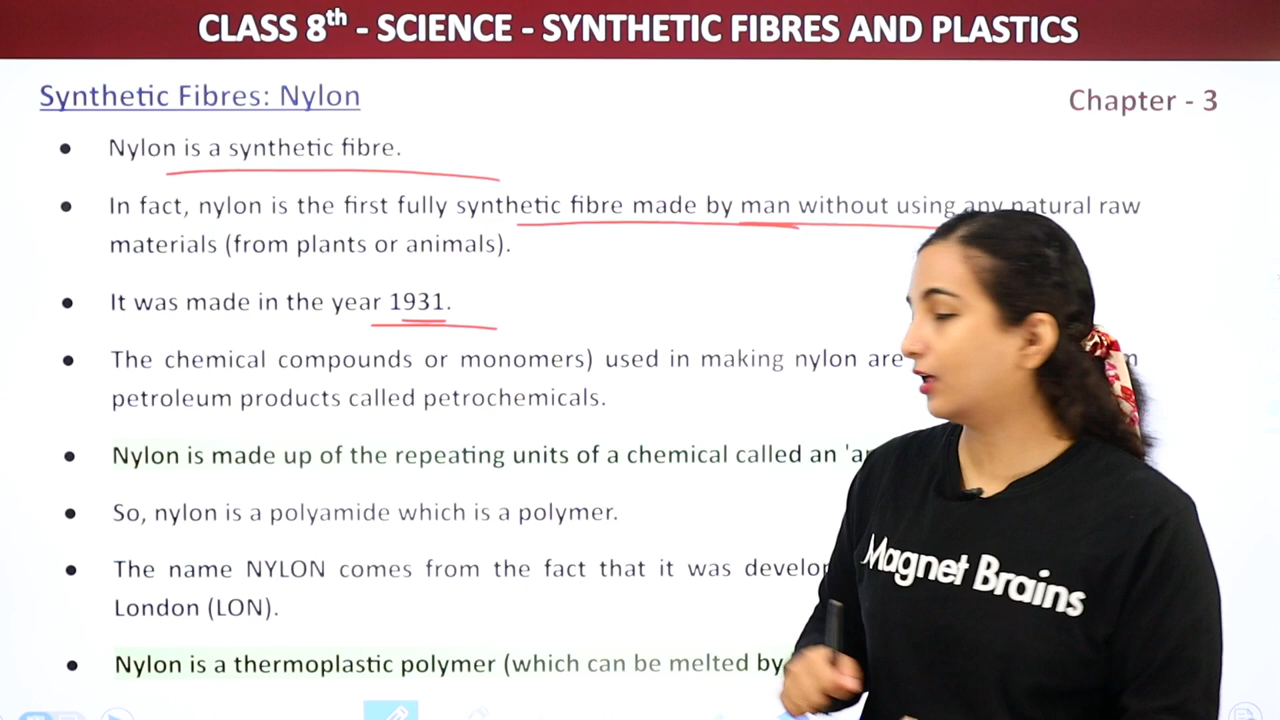 CLASS 8th - SCIENCE - SYNTHETIC FIBRES AND PLASTICS
Synthetic Fibres: Nylon
Chapter - 3
• Nylon is a synthetic fibre.
• In fact, nylon is the first fully synthetic fibre made by man without using any natural raw
materials (from plants or animals).
• It was made in the year 1931.
• The chemical compounds or monomers) used in making nylon are
petroleum products called petrochemicals.
• Nylon is made up of the repeating units of a chemical called an
• So, nylon is a polyamide which is a polymer.
• The name NYLON comes from the fact that it was
London (LON).
• Nylon is a thermoplastic polymer (which can be melted by
Magnet Brains